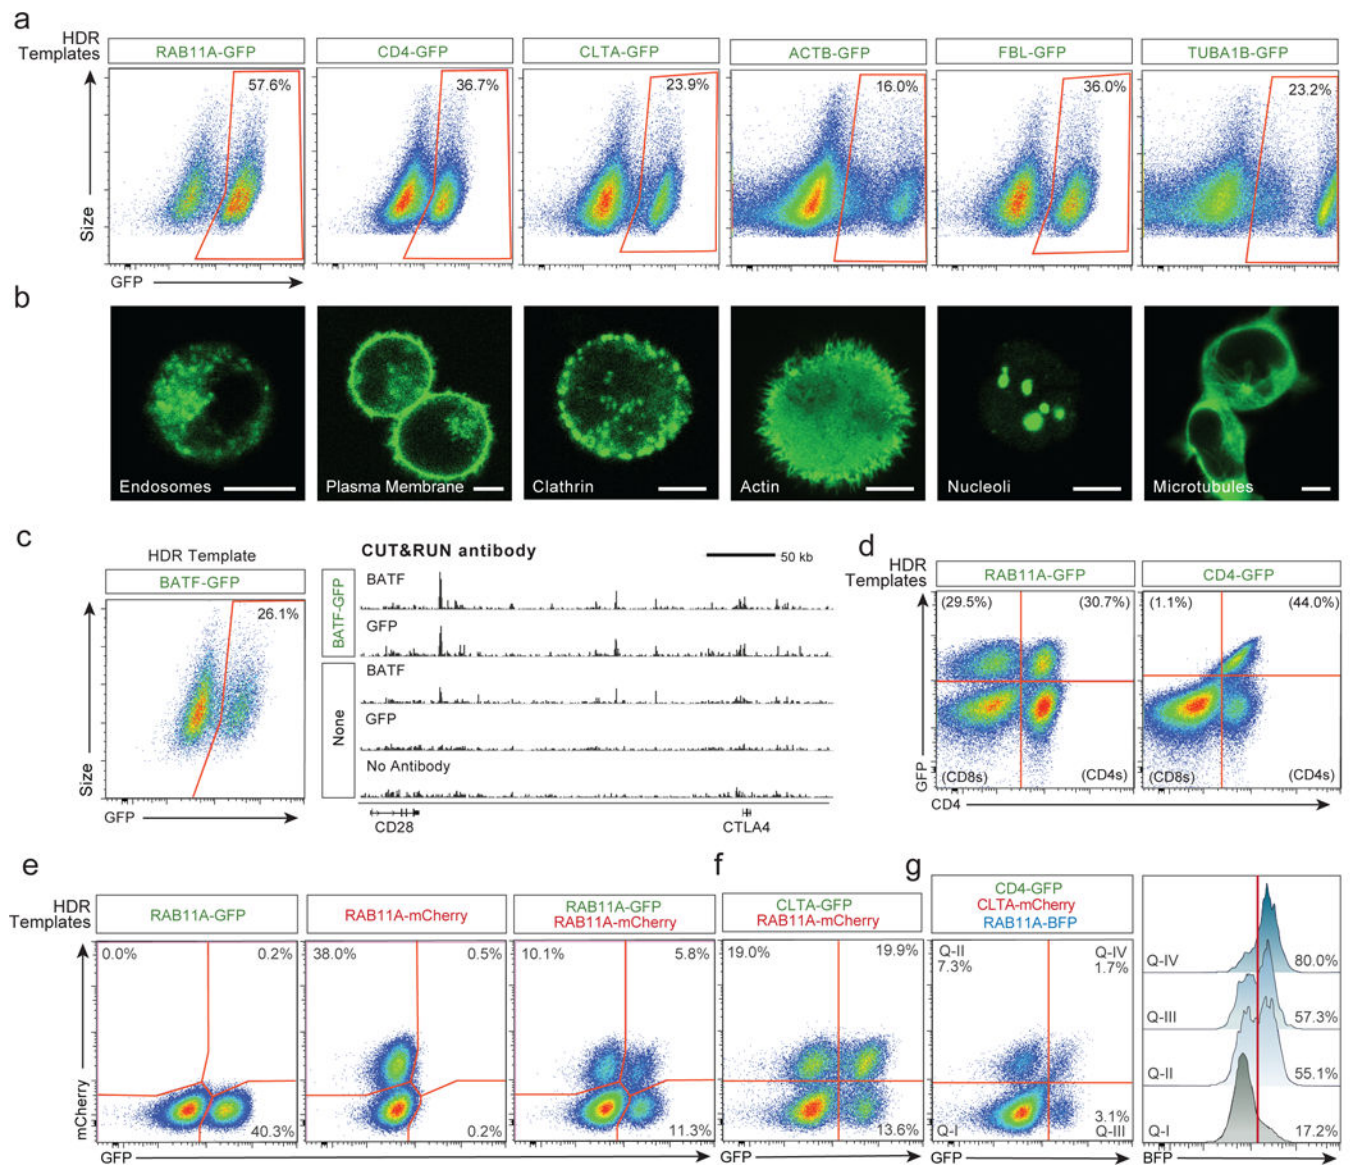 a
HDR
Templates
RAB11A-GFP
CD4-GFP
CLTA-GFP
ACTB-GFP
FBL-GFP
TUBA1B-GFP
57.6%
36.7%
23.9%
16.0%
36.0%
23.2%
Size
GFP
b
Endosomes
Plasma Membrane
Clathrin
Actin
Nucleoli
Microtubules
c
HDR Template
BATF-GFP
26.1%
Size
GFP
CUT&RUN antibody
50 kb
BATF-GFP
BATF
GFP
None
BATF
GFP
No Antibody
CD28
CTLA4
d
HDR
Templates
RAB11A-GFP
CD4-GFP
(29.5%)
(30.7%)
(1.1%)
(44.0%)
(CD8s)
(CD4s)
(CD8s)
(CD4s)
GFP
CD4
e
HDR
Templates
RAB11A-GFP
RAB11A-mCherry
RAB11A-GFP
RAB11A-mCherry
0.0%
0.2%
40.3%
38.0%
0.5%
0.2%
10.1%
5.8%
11.3%
mCherry
GFP
f
CLTA-GFP
RAB11A-mCherry
19.0%
19.9%
13.6%
GFP
g
CD4-GFP
CLTA-mCherry
RAB11A-BFP
Q-II
7.3%
Q-IV
1.7%
Q-I
3.1%
Q-III
GFP
Q-IV
80.0%
Q-III
57.3%
Q-II
55.1%
Q-I
17.2%
BFP